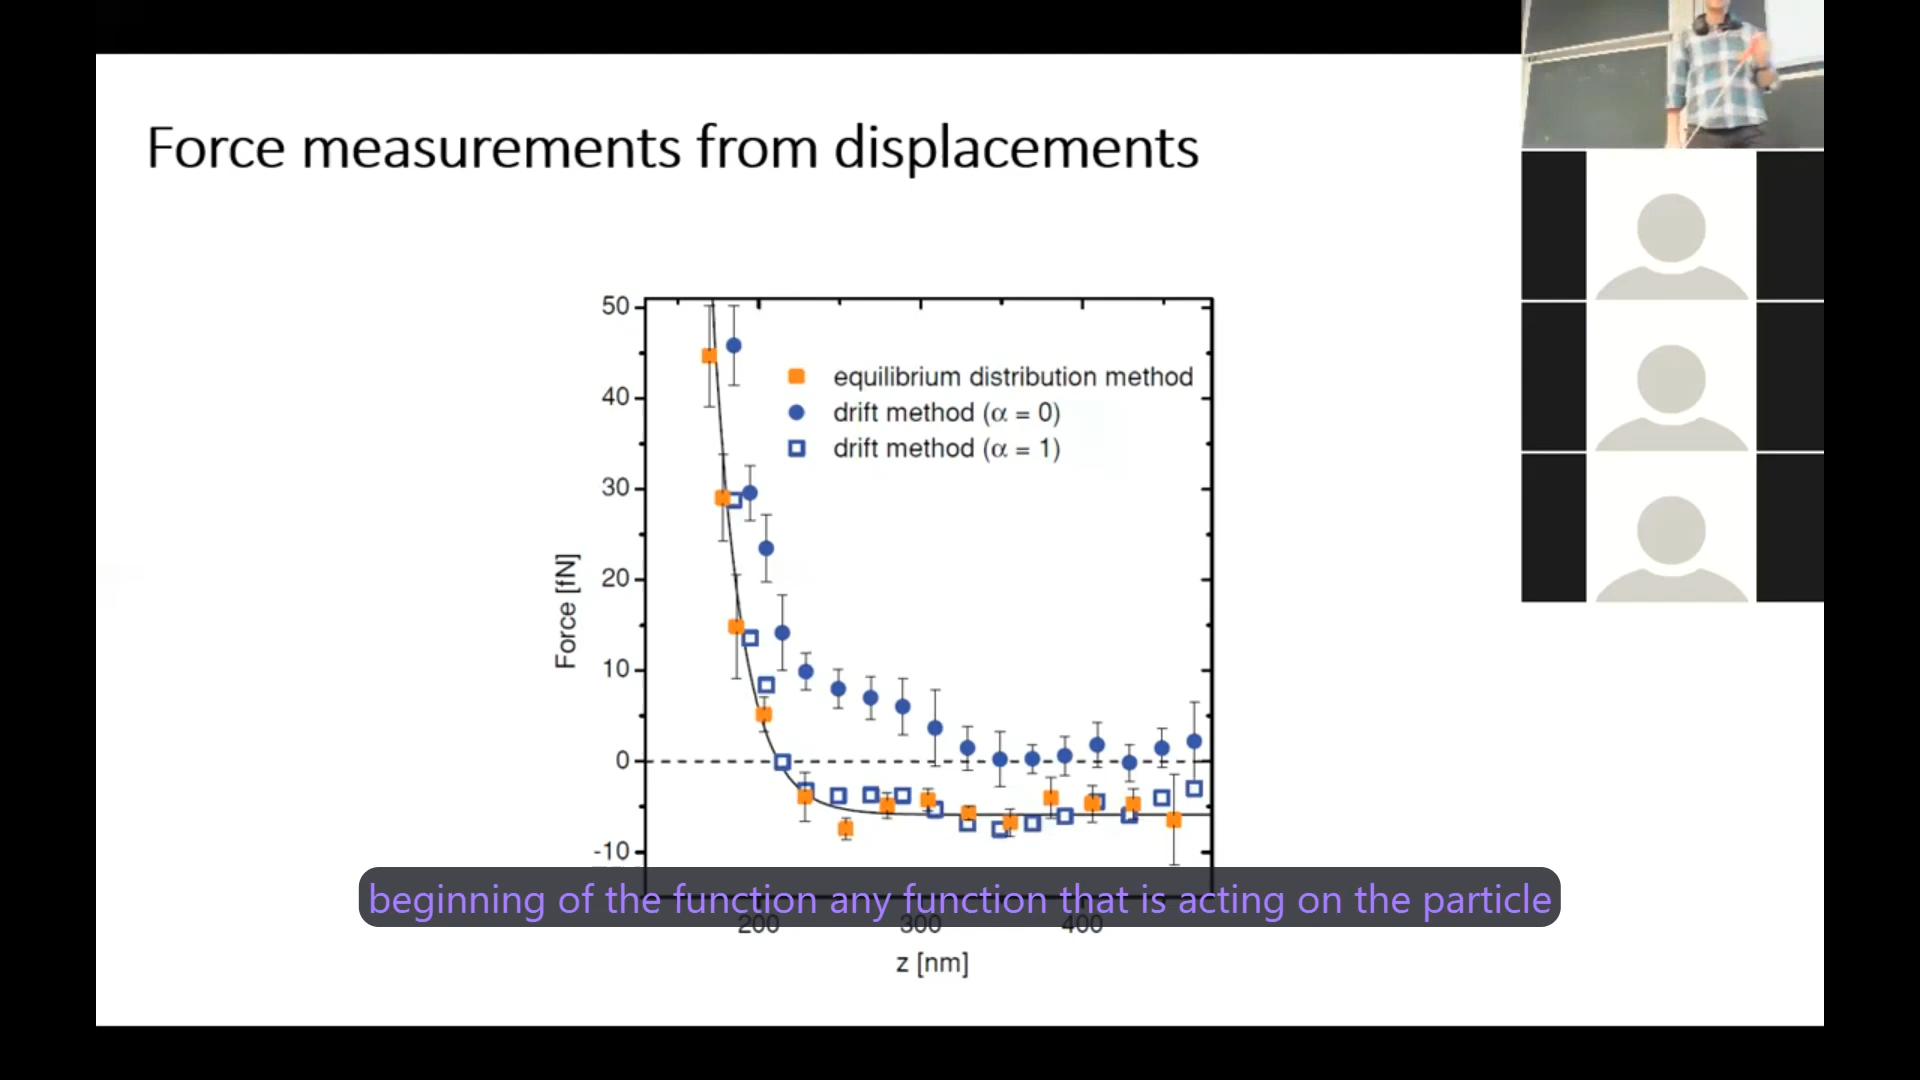 Force measurements from displacements
50
40
30
20
10
0
-10
Force [fN]
equilibrium distribution method
drift method (α = 0)
drift method (α = 1)
beginning of the function any function that is acting on the particle
200 300 400
z [nm]